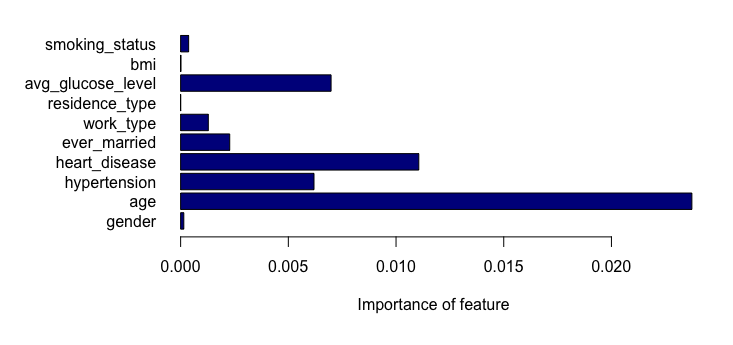 smoking_status
bmi
avg_glucose_level
residence_type
work_type
ever_married
heart_disease
hypertension
age
gender
0.000 0.005 0.010 0.015 0.020
Importance of feature